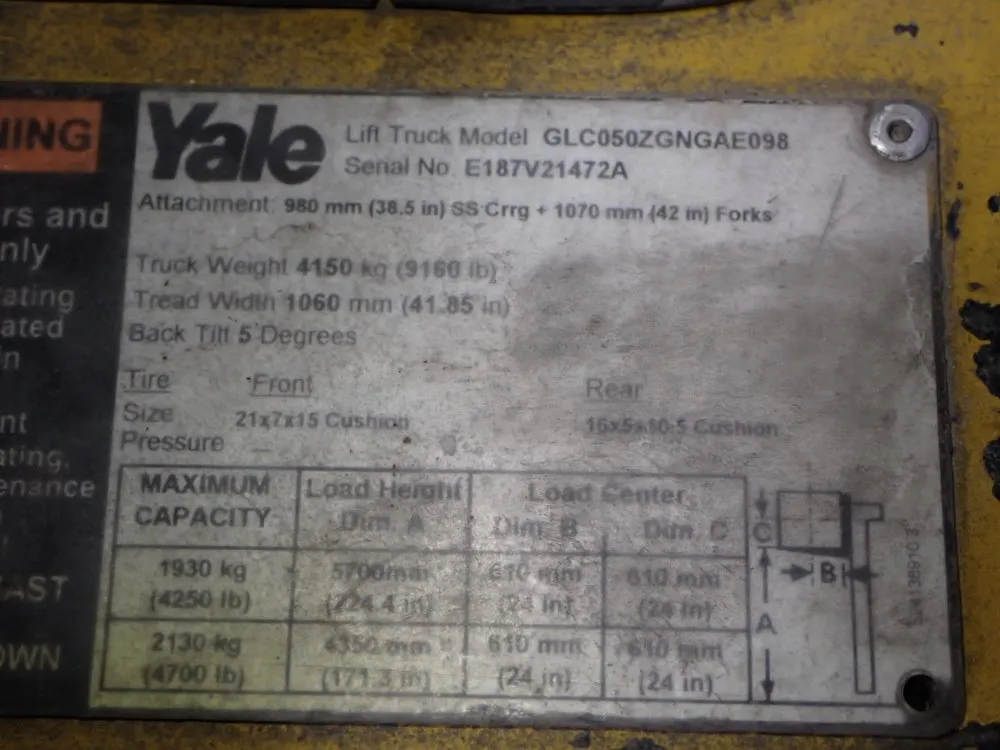 NING
ers and
nly
ating
ated
in
nt
ating,
enance
AST
OWN
Yale
Lift Truck Model GLC050ZGNGAE098
Serial No E187V21472A
Attachment 980 mm (38.5 in) SS Crrg + 1070 mm (42 in) Forks
Truck Weight 4150 kg (9160 lb)
Tread Width 1060 mm (41.85 in)
Back Tilt 5 Degrees
Tire Front Rear
Size 21x7x15 Cushion 16x5x10.5 Cushion
Pressure
MAXIMUM CAPACITY
Load Height Dim. A
Load Center
Dim. B Dim. C
1930 kg 5700mm 610 mm 610 mm
(4250 lb) (224.4 in) (24 in) (24 in)
2130 kg 4350 mm 610 mm 610 mm
(4700 lb) (171.3 in) (24 in) (24 in)
C
B
A